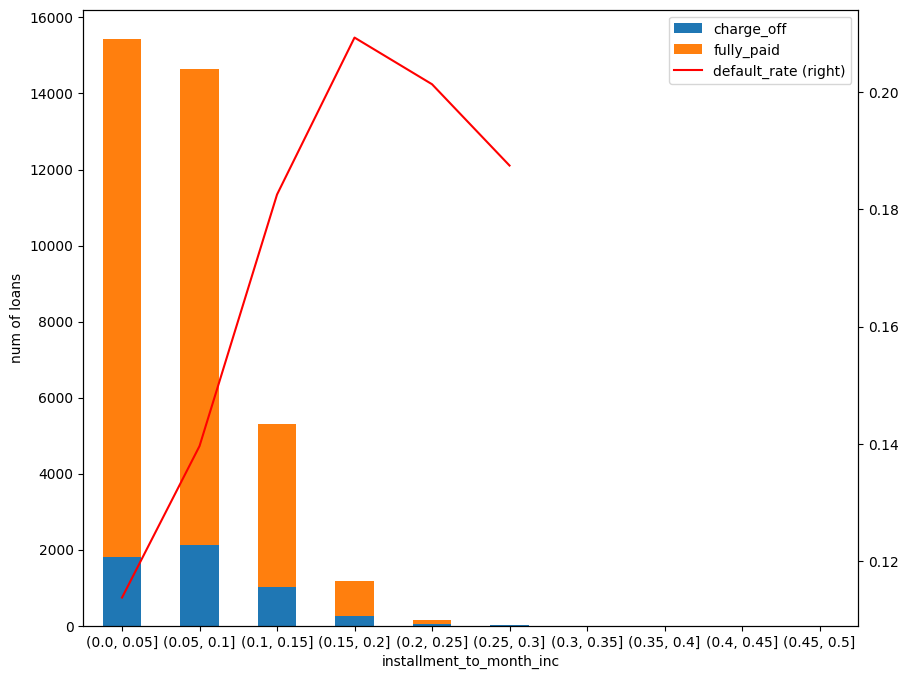 16000
14000
12000
10000
8000
6000
4000
2000
0
num of loans
charge_off
fully_paid
default_rate (right)
0.20
0.18
0.16
0.14
0.12
(0.0, 0.05] (0.05, 0.1] (0.1, 0.15] (0.15, 0.2] (0.2, 0.25] (0.25, 0.3] (0.3, 0.35] (0.35, 0.4] (0.4, 0.45] (0.45, 0.5]
installment_to_month_inc